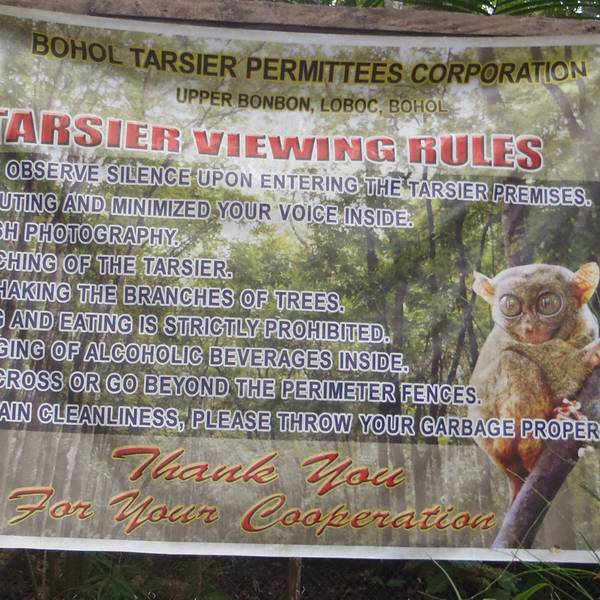 BOHOL TARSIER PERMITTEES CORPORATION
UPPER BONBON, LOBOC, BOHOL
TARSIER VIEWING RULES
OBSERVE SILENCE UPON ENTERING THE TARSIER PREMISES.
UTING AND MINIMIZED YOUR VOICE INSIDE.
SH PHOTOGRAPHY.
CHING OF THE TARSIER.
HAKING THE BRANCHES OF TREES.
G AND EATING IS STRICTLY PROHIBITED.
GING OF ALCOHOLIC BEVERAGES INSIDE.
CROSS OR GO BEYOND THE PERIMETER FENCES.
AIN CLEANLINESS, PLEASE THROW YOUR GARBAGE PROPER
Thank You
For Your Cooperation